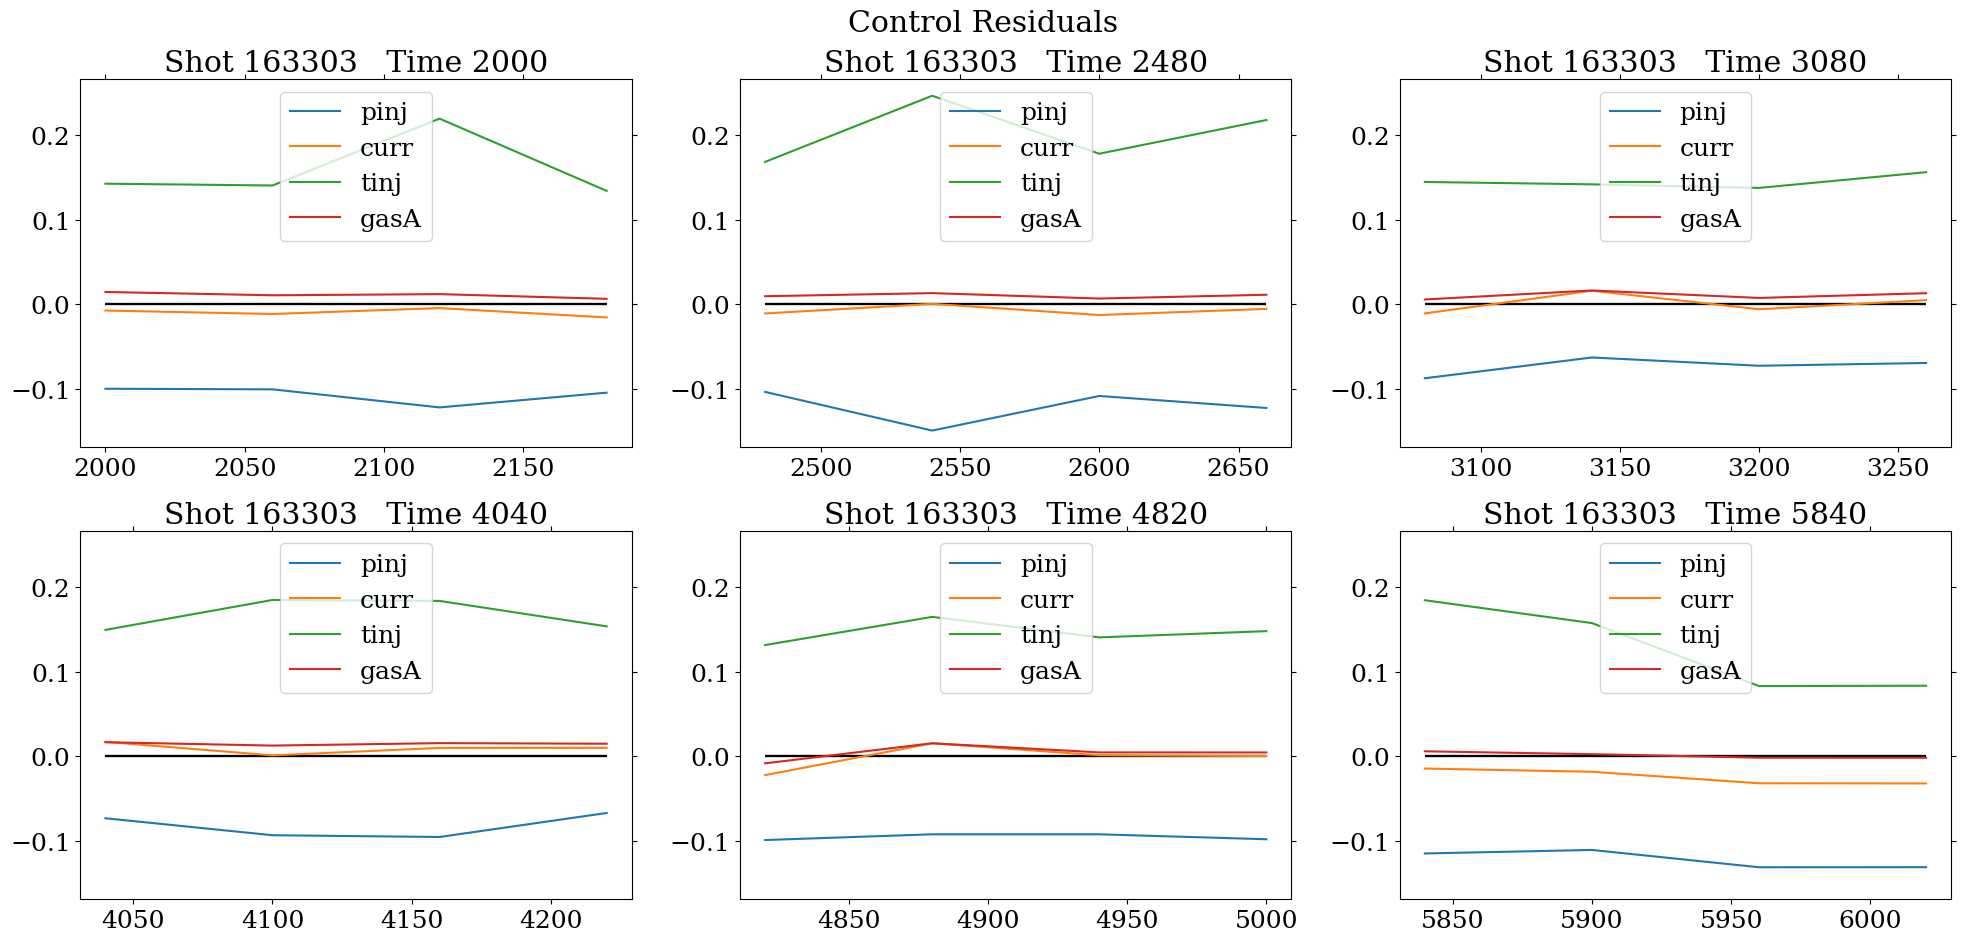 Control Residuals
Shot 163303   Time 2000
pinj
curr
tinj
gasA
0.2
0.1
0.0
−0.1
2000 2050 2100 2150
Shot 163303   Time 2480
pinj
curr
tinj
gasA
0.2
0.1
0.0
−0.1
2500 2550 2600 2650
Shot 163303   Time 3080
pinj
curr
tinj
gasA
0.2
0.1
0.0
−0.1
3100 3150 3200 3250
Shot 163303   Time 4040
pinj
curr
tinj
gasA
0.2
0.1
0.0
−0.1
4050 4100 4150 4200
Shot 163303   Time 4820
pinj
curr
tinj
gasA
0.2
0.1
0.0
−0.1
4850 4900 4950 5000
Shot 163303   Time 5840
pinj
curr
tinj
gasA
0.2
0.1
0.0
−0.1
5850 5900 5950 6000